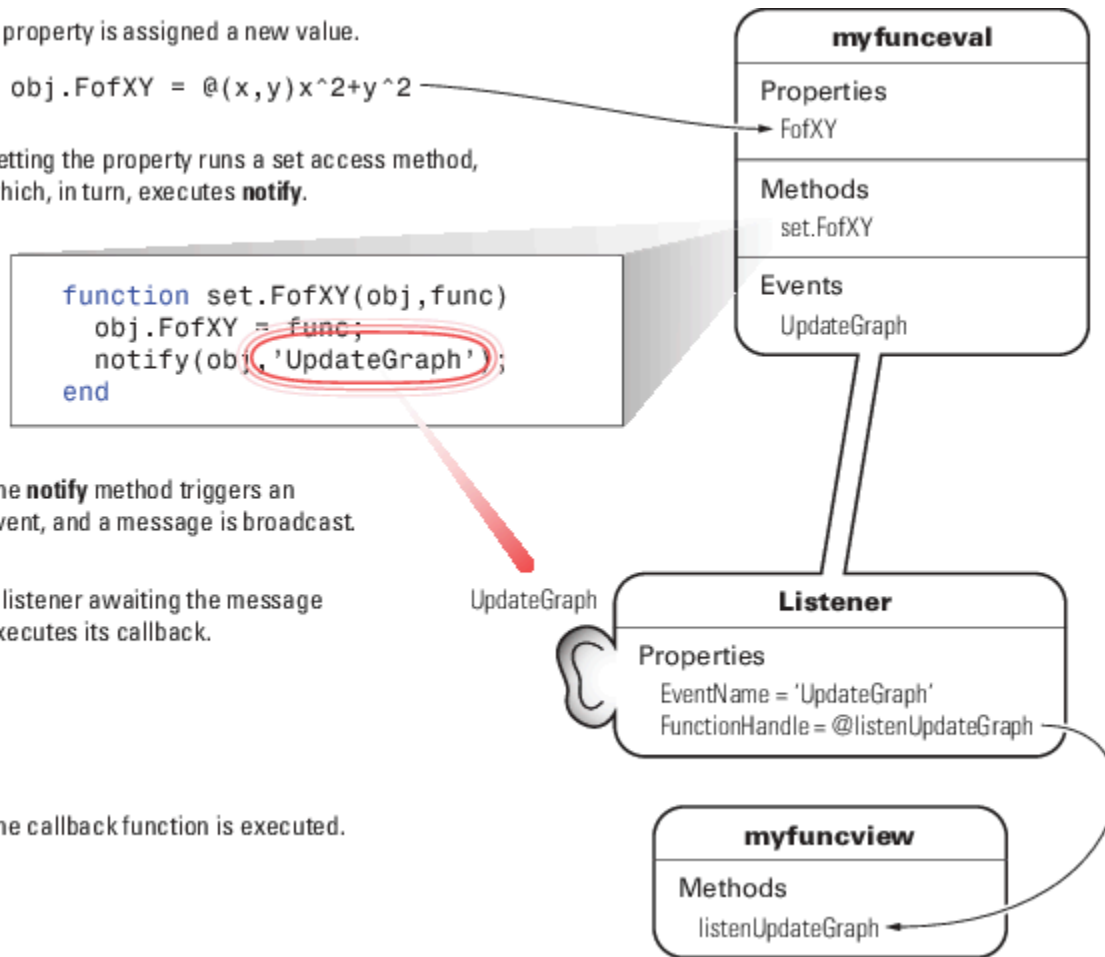 property is assigned a new value.
obj.FofXY = @(x,y)x^2+y^2
etting the property runs a set access method,
hich, in turn, executes notify.
function set.FofXY(obj,func)
obj.FofXY = func;
notify(obj,'UpdateGraph');
end
he notify method triggers an
vent, and a message is broadcast.
listener awaiting the message
xecutes its callback.
he callback function is executed.
myfunceval
Properties
FofXY
Methods
set.FofXY
Events
UpdateGraph
UpdateGraph
Listener
Properties
EventName = 'UpdateGraph'
FunctionHandle = @listenUpdateGraph
myfuncview
Methods
listenUpdateGraph